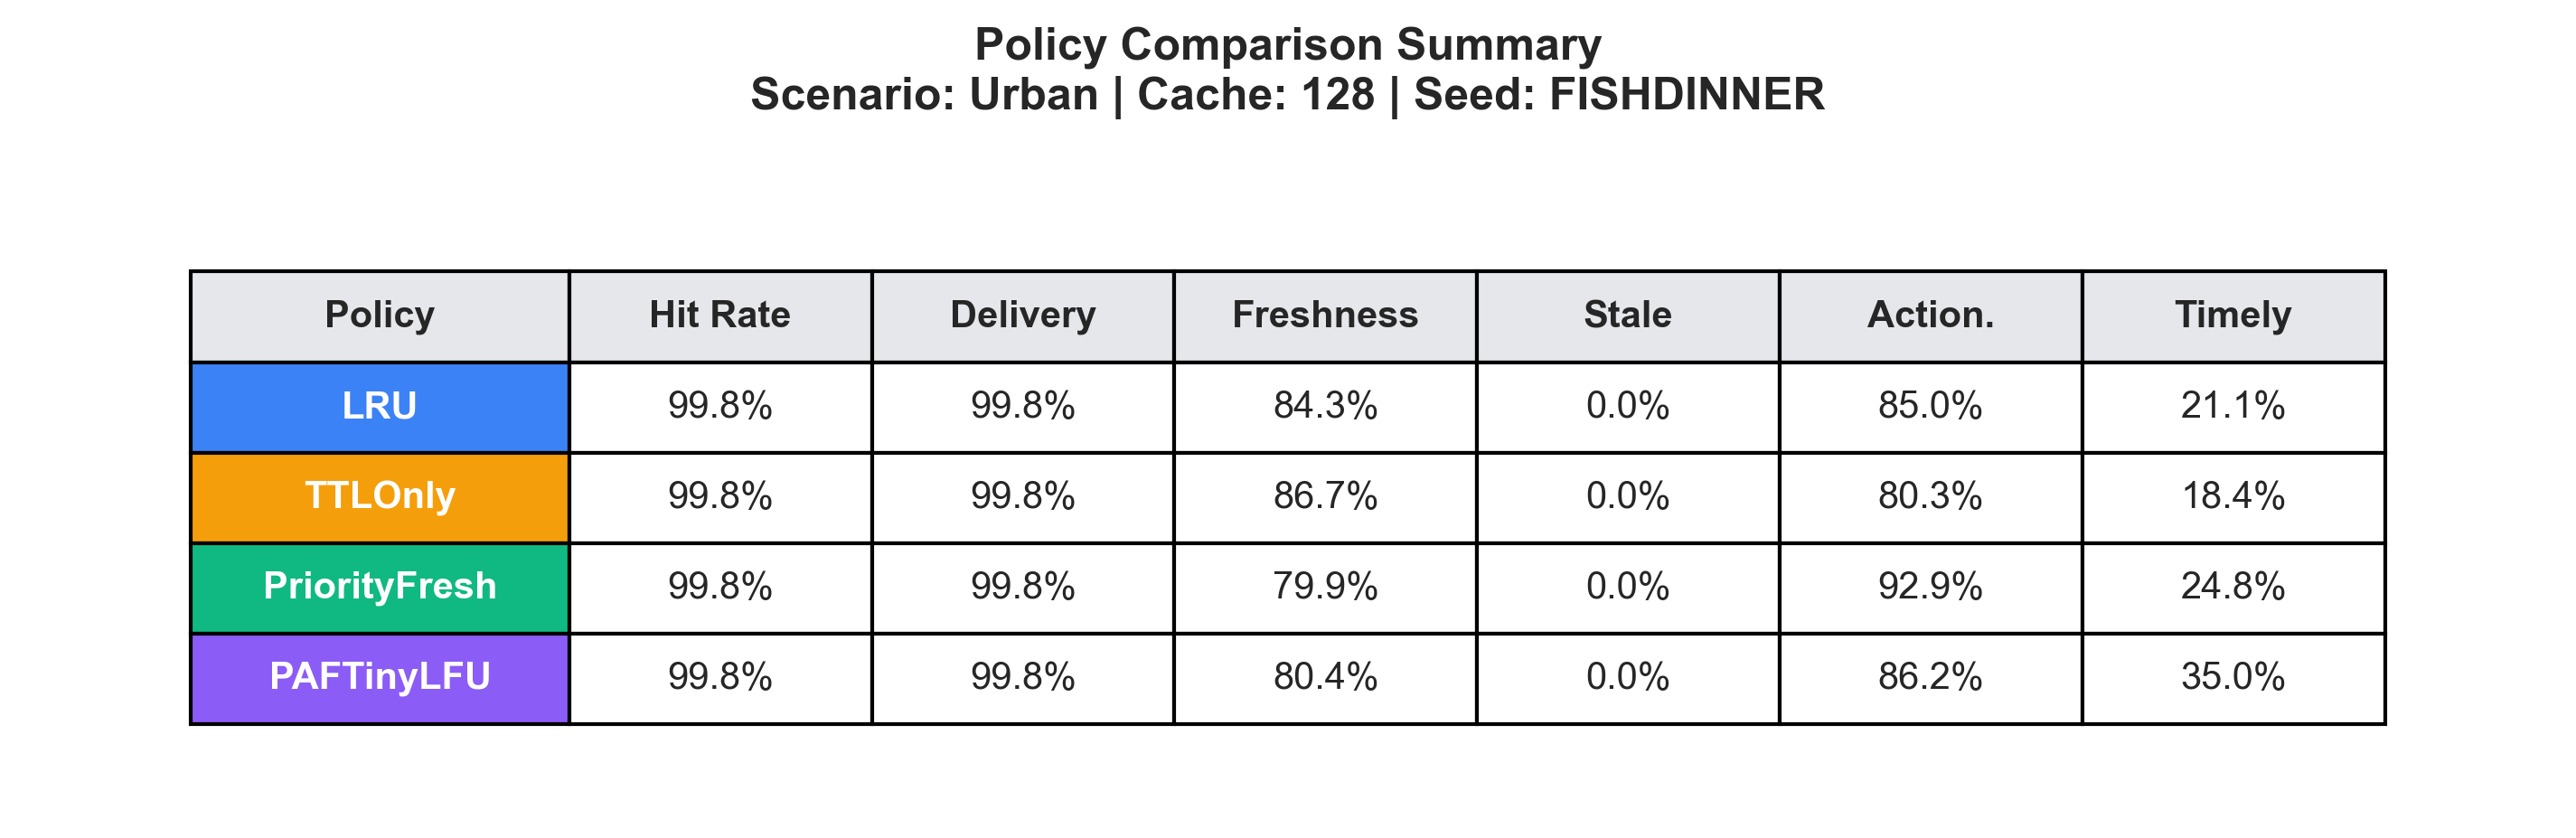 Policy Comparison Summary
Scenario: Urban | Cache: 128 | Seed: FISHDINNER
Policy Hit Rate Delivery Freshness Stale Action. Timely
LRU 99.8% 99.8% 84.3% 0.0% 85.0% 21.1%
TTLOnly 99.8% 99.8% 86.7% 0.0% 80.3% 18.4%
PriorityFresh 99.8% 99.8% 79.9% 0.0% 92.9% 24.8%
PAFTinyLFU 99.8% 99.8% 80.4% 0.0% 86.2% 35.0%